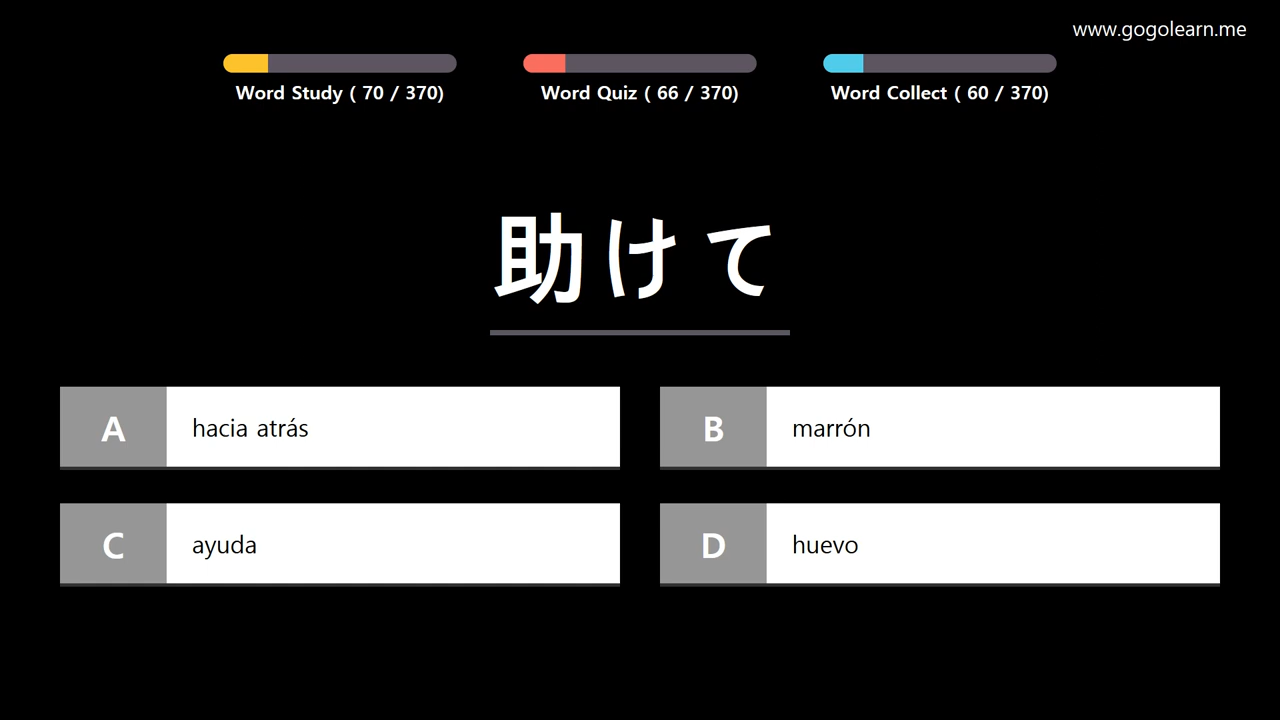 www.gogolearn.me
Word Study ( 70 / 370)
Word Quiz ( 66 / 370)
Word Collect ( 60 / 370)
助けて
A hacia atrás
B marrón
C ayuda
D huevo